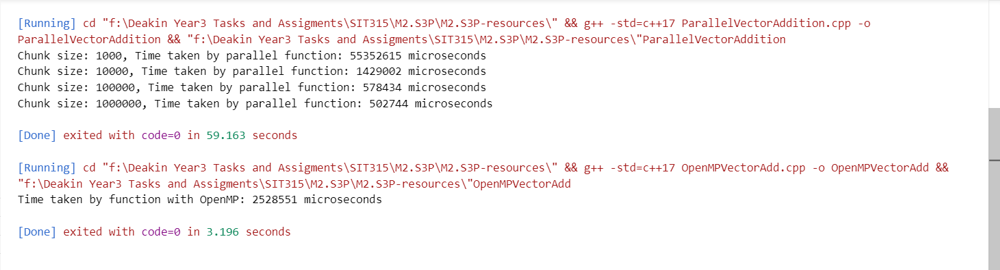 [Running] cd "f:\Deakin Year3 Tasks and Assigments\SIT315\M2.S3P\M2.S3P-resources\" && g++ -std=c++17 ParallelVectorAddition.cpp -o
ParallelVectorAddition && "f:\Deakin Year3 Tasks and Assigments\SIT315\M2.S3P\M2.S3P-resources\"ParallelVectorAddition
Chunk size: 1000, Time taken by parallel function: 55352615 microseconds
Chunk size: 10000, Time taken by parallel function: 1429002 microseconds
Chunk size: 100000, Time taken by parallel function: 578434 microseconds
Chunk size: 1000000, Time taken by parallel function: 502744 microseconds
[Done] exited with code=0 in 59.163 seconds
[Running] cd "f:\Deakin Year3 Tasks and Assigments\SIT315\M2.S3P\M2.S3P-resources\" && g++ -std=c++17 OpenMPVectorAdd.cpp -o OpenMPVectorAdd &&
"f:\Deakin Year3 Tasks and Assigments\SIT315\M2.S3P\M2.S3P-resources\"OpenMPVectorAdd
Time taken by function with OpenMP: 2528551 microseconds
[Done] exited with code=0 in 3.196 seconds